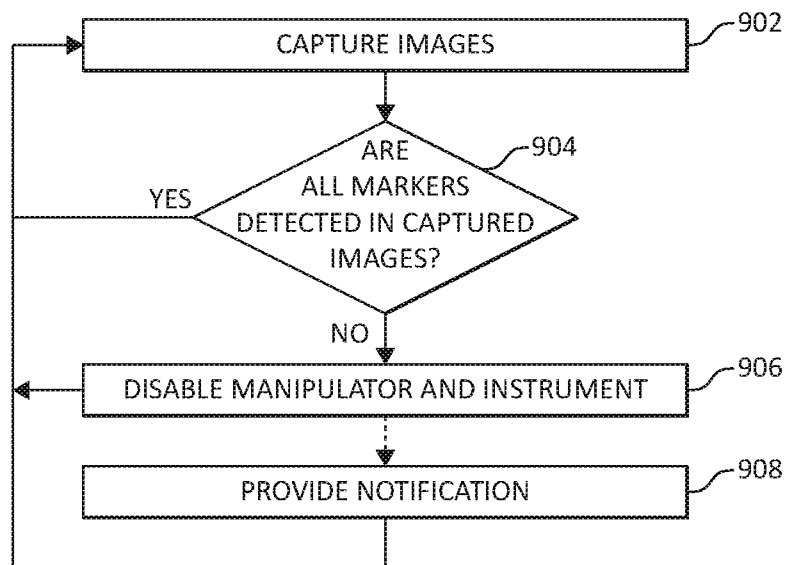 CAPTURE IMAGES
902
ARE
ALL MARKERS
DETECTED IN CAPTURED
IMAGES?
904
YES
NO
DISABLE MANIPULATOR AND INSTRUMENT
906
PROVIDE NOTIFICATION
908